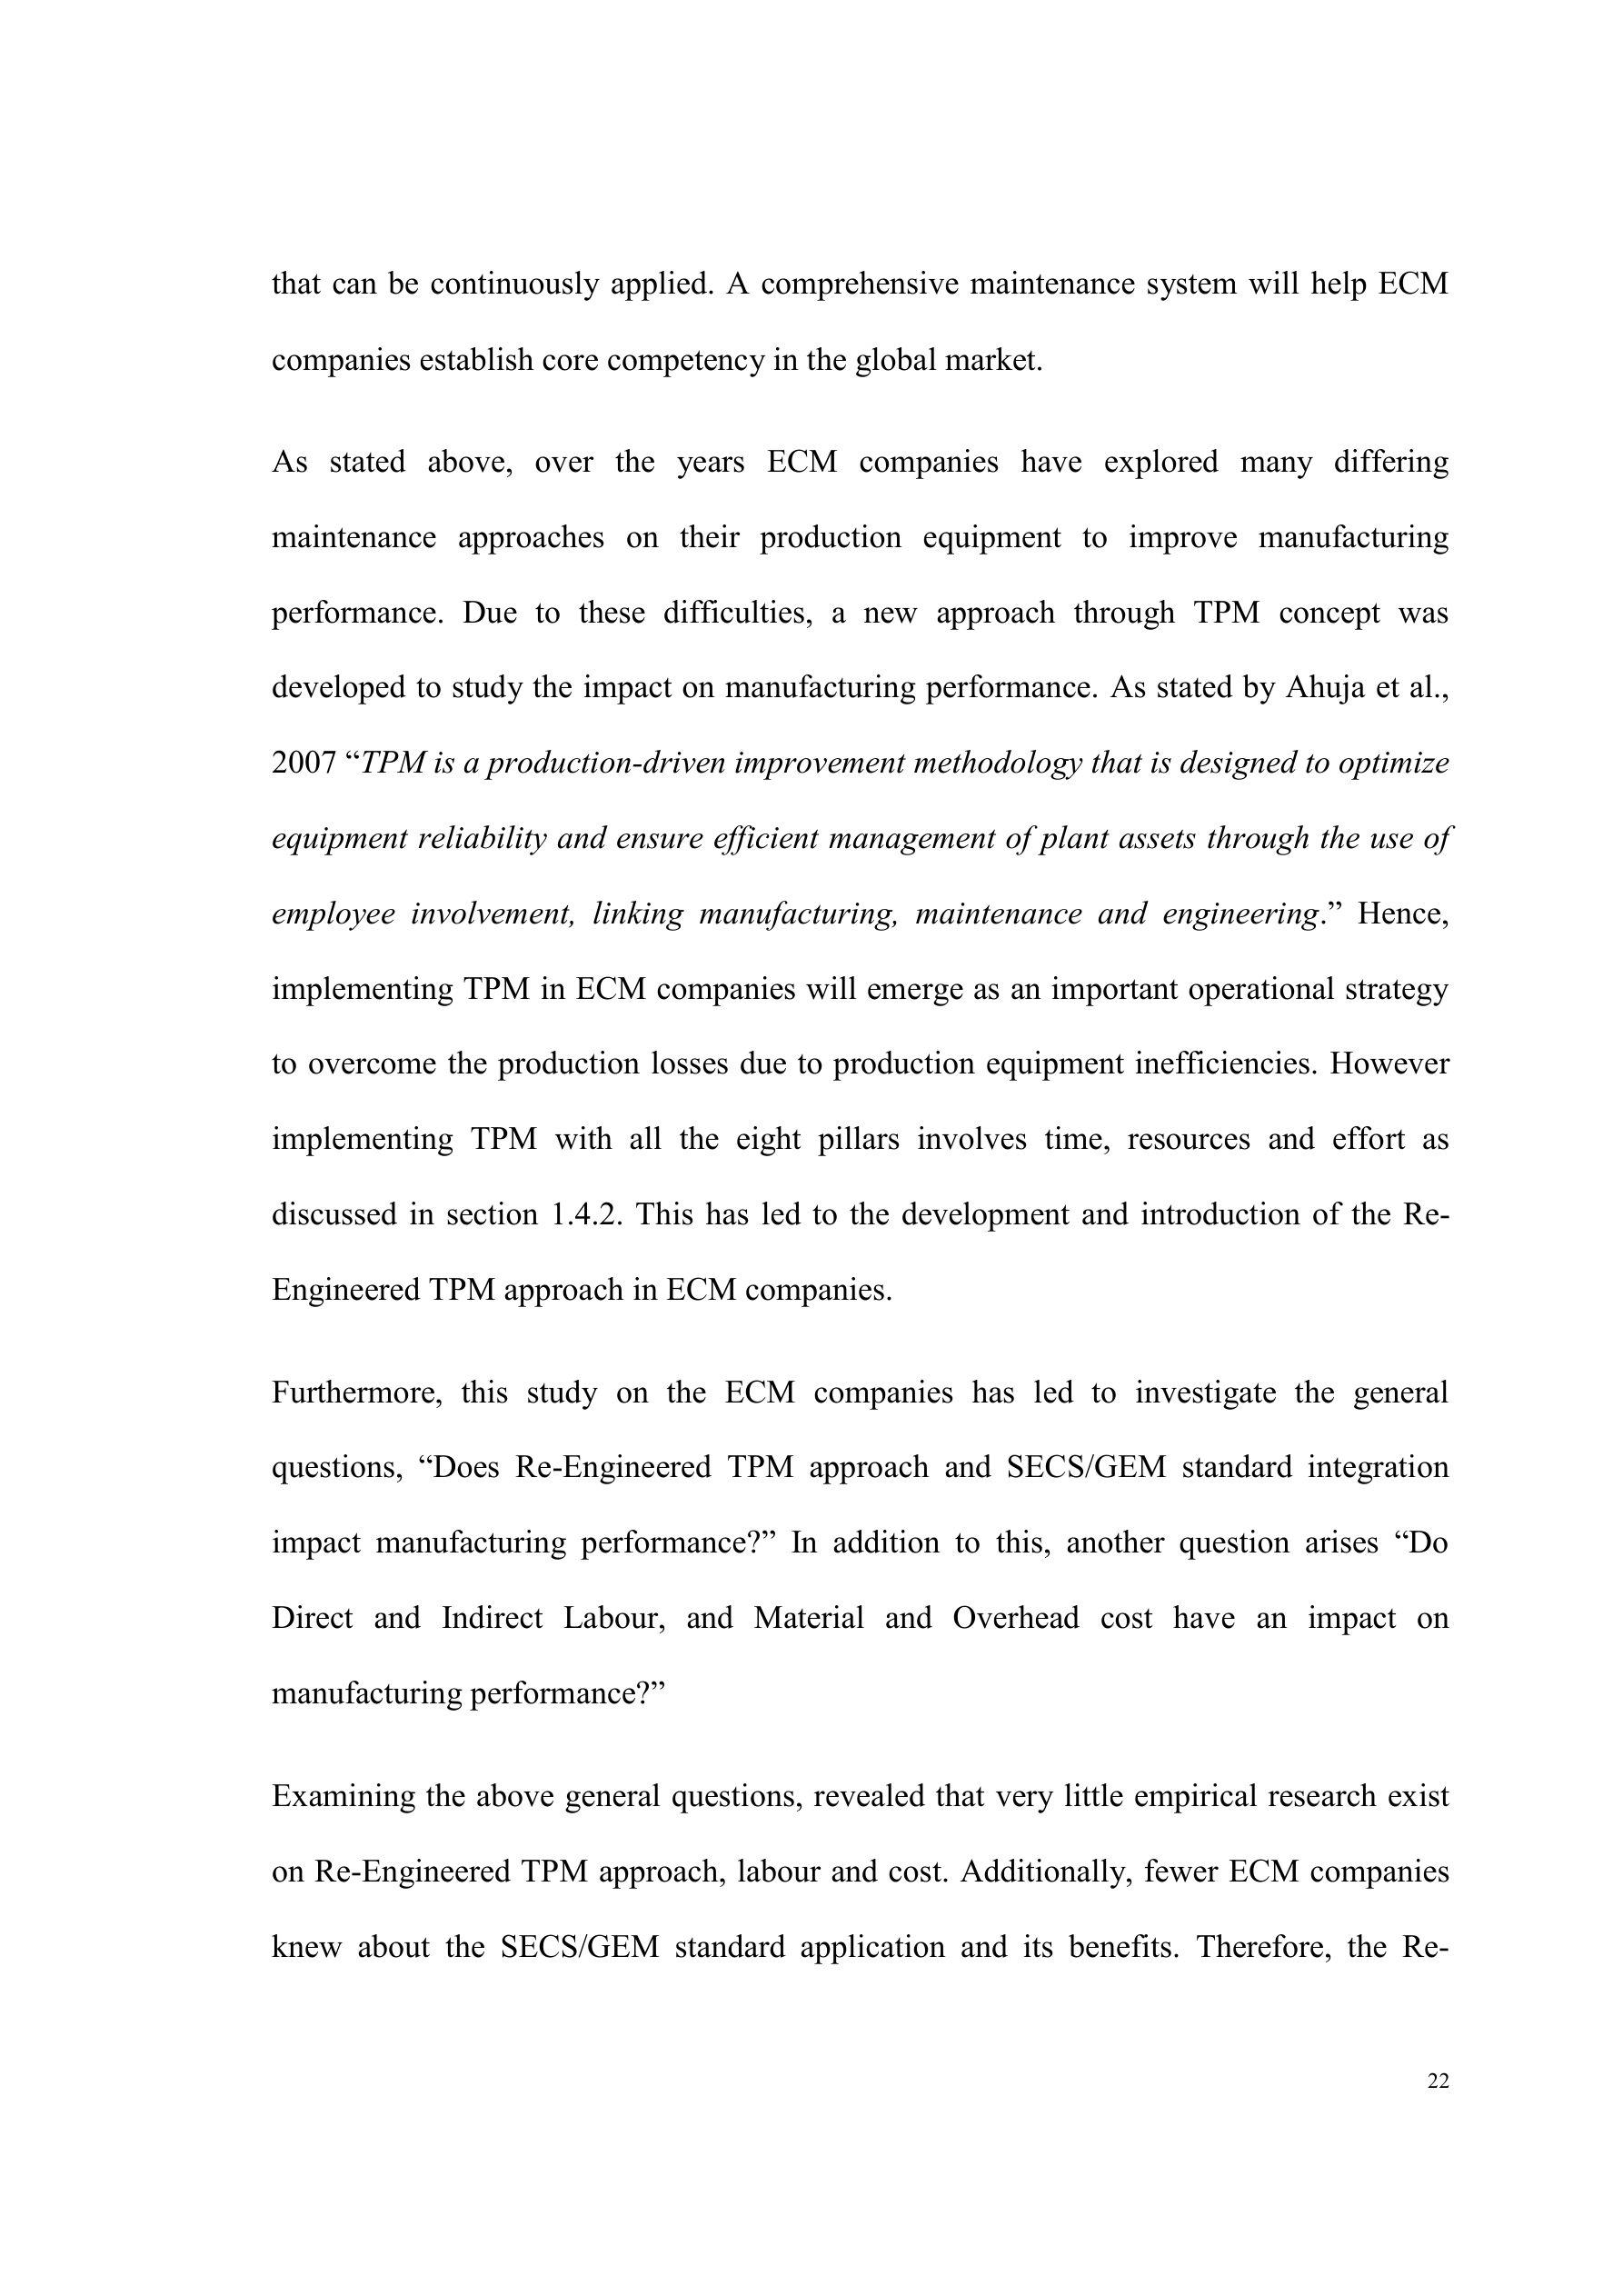 that can be continuously applied. A comprehensive maintenance system will help ECM
companies establish core competency in the global market.
As stated above, over the years ECM companies have explored many differing
maintenance approaches on their production equipment to improve manufacturing
performance. Due to these difficulties, a new approach through TPM concept was
developed to study the impact on manufacturing performance. As stated by Ahuja et al.,
2007 “TPM is a production-driven improvement methodology that is designed to optimize
equipment reliability and ensure efficient management of plant assets through the use of
employee involvement, linking manufacturing, maintenance and engineering.” Hence,
implementing TPM in ECM companies will emerge as an important operational strategy
to overcome the production losses due to production equipment inefficiencies. However
implementing TPM with all the eight pillars involves time, resources and effort as
discussed in section 1.4.2. This has led to the development and introduction of the Re-
Engineered TPM approach in ECM companies.
Furthermore, this study on the ECM companies has led to investigate the general
questions, “Does Re-Engineered TPM approach and SECS/GEM standard integration
impact manufacturing performance?” In addition to this, another question arises “Do
Direct and Indirect Labour, and Material and Overhead cost have an impact on
manufacturing performance?”
Examining the above general questions, revealed that very little empirical research exist
on Re-Engineered TPM approach, labour and cost. Additionally, fewer ECM companies
knew about the SECS/GEM standard application and its benefits. Therefore, the Re-
22